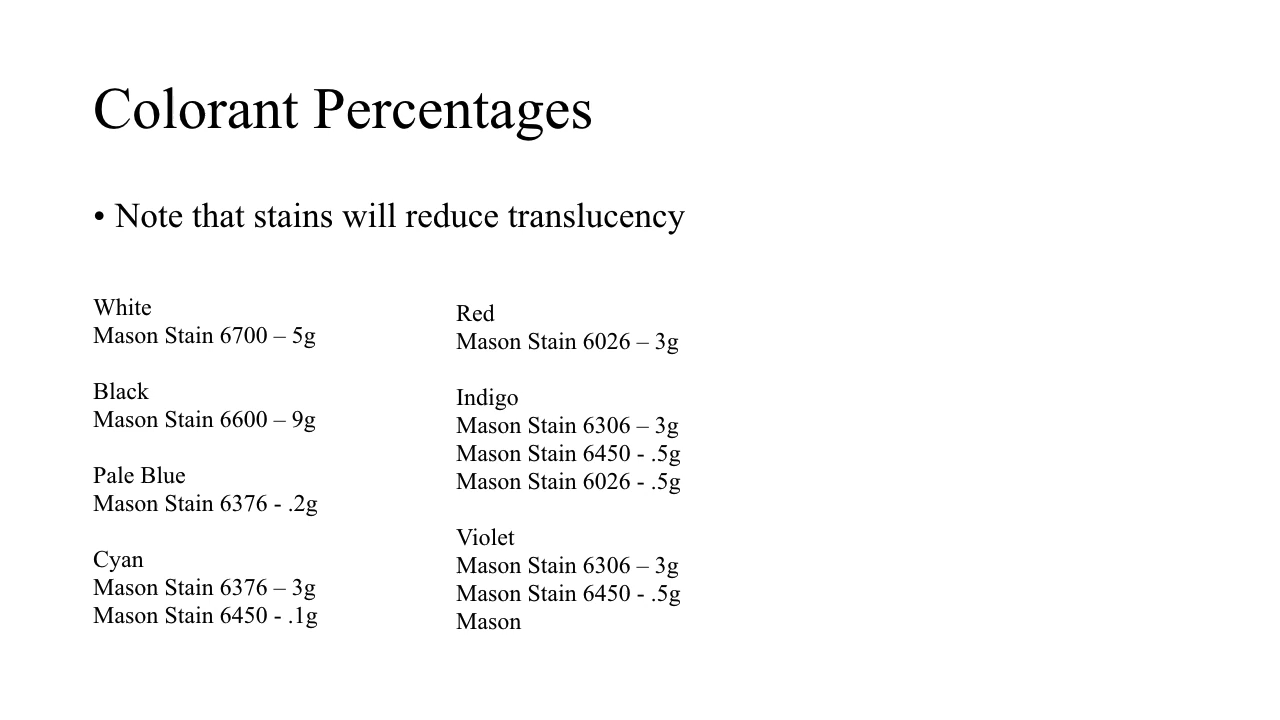 Colorant Percentages
• Note that stains will reduce translucency
White
Mason Stain 6700 – 5g
Black
Mason Stain 6600 – 9g
Pale Blue
Mason Stain 6376 - .2g
Cyan
Mason Stain 6376 – 3g
Mason Stain 6450 - .1g
Red
Mason Stain 6026 – 3g
Indigo
Mason Stain 6306 – 3g
Mason Stain 6450 - .5g
Mason Stain 6026 - .5g
Violet
Mason Stain 6306 – 3g
Mason Stain 6450 - .5g
Mason